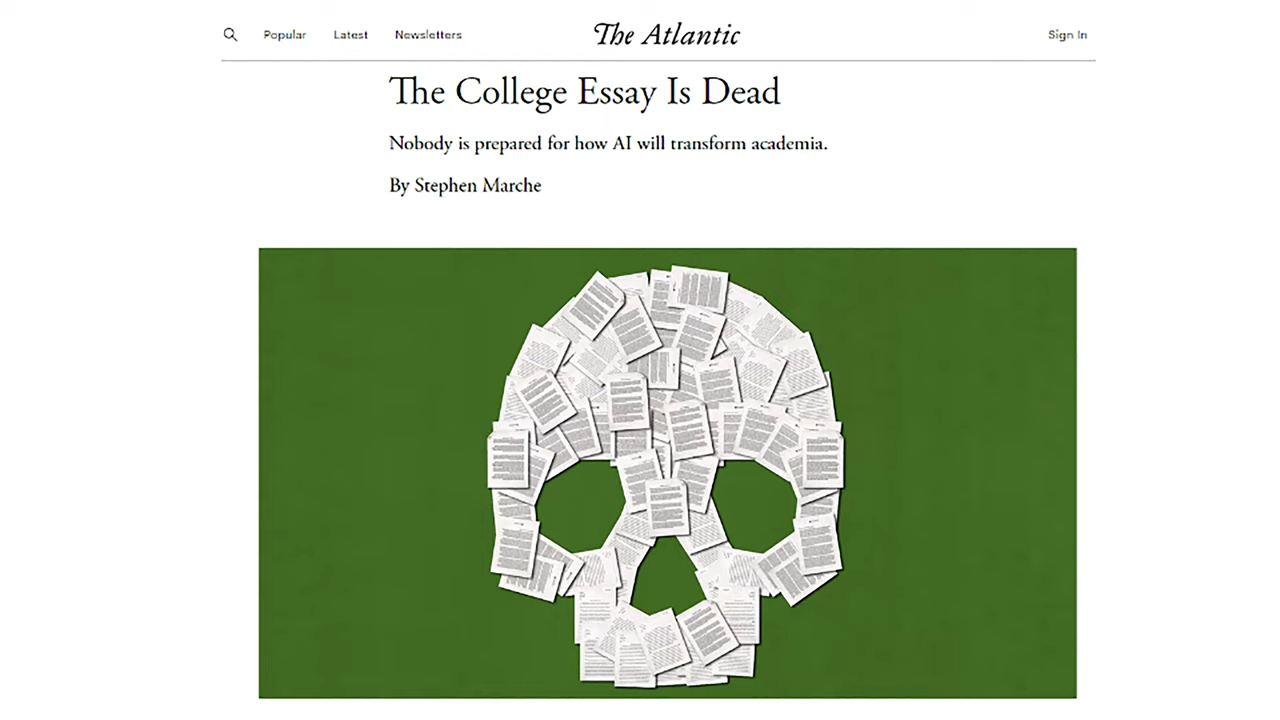 Popular Latest Newsletters The Atlantic Sign In
The College Essay Is Dead
Nobody is prepared for how AI will transform academia.
By Stephen Marche